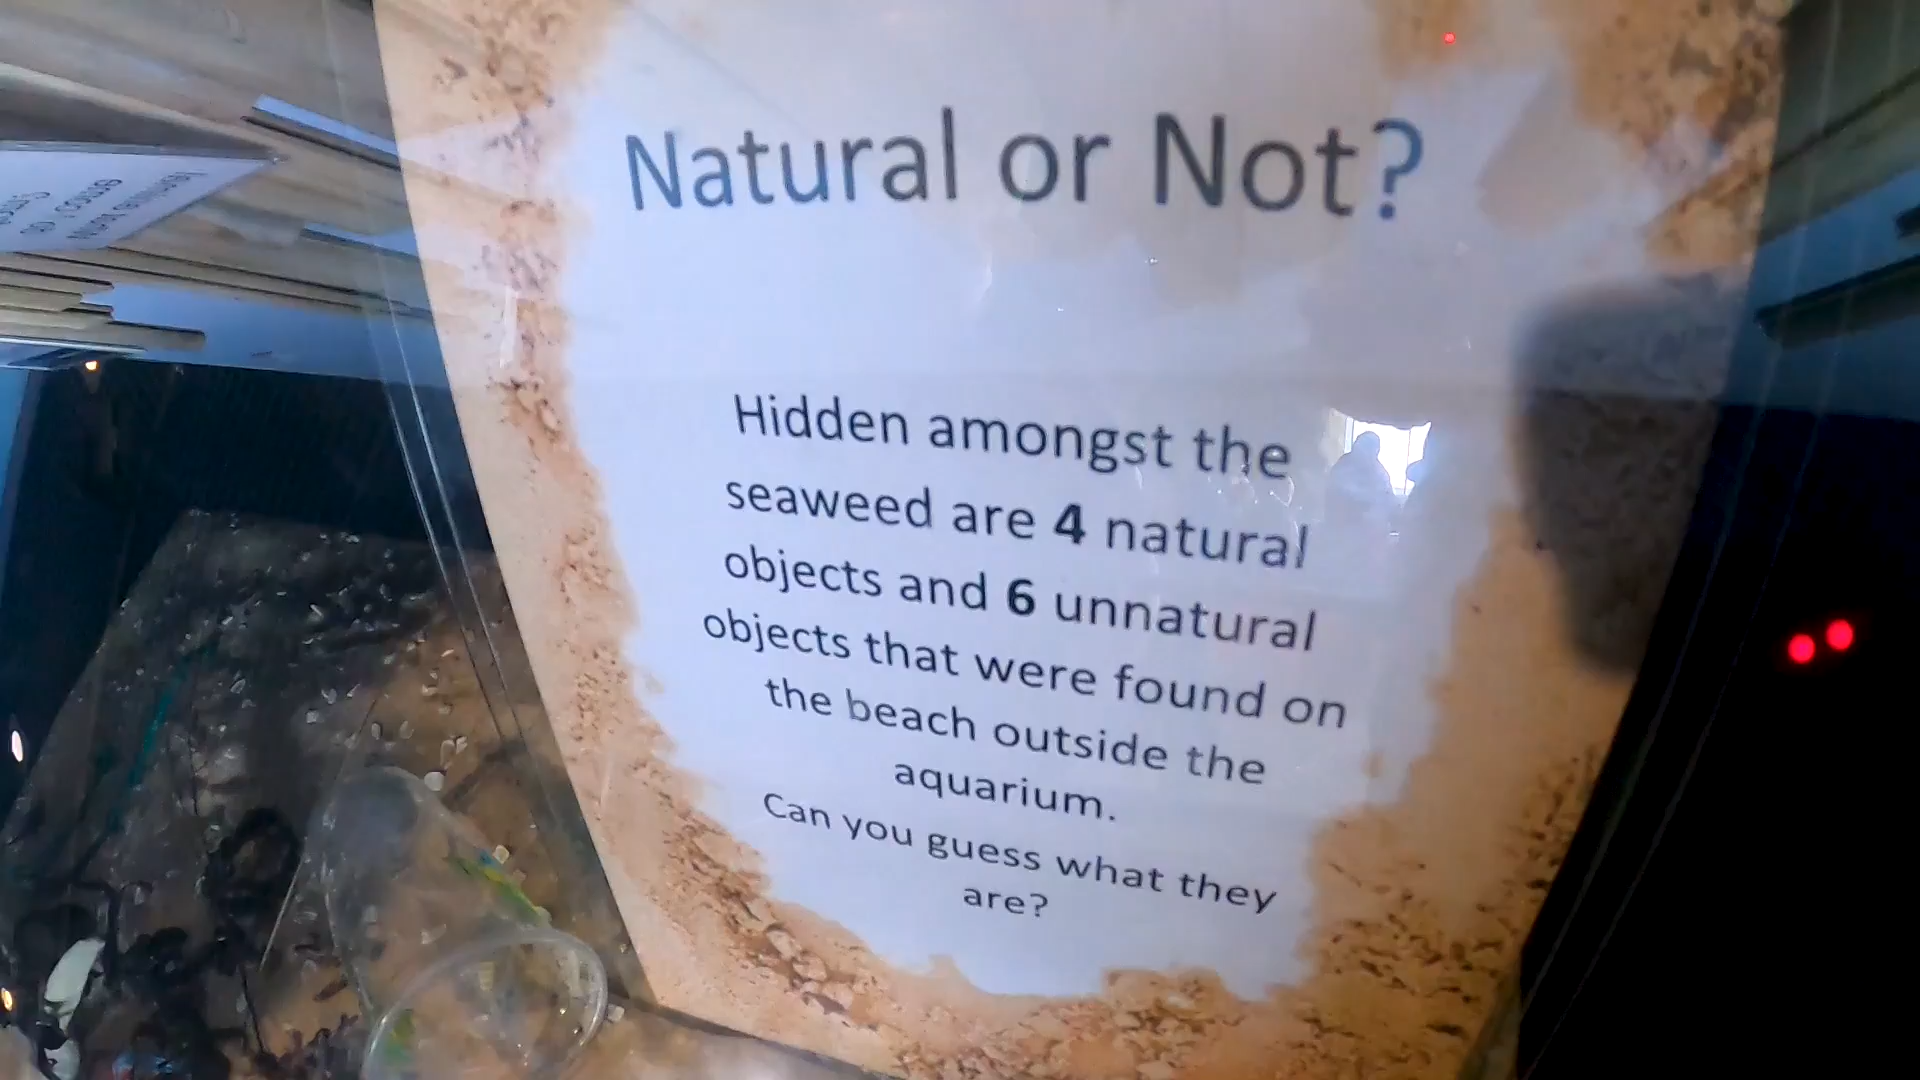 Natural or Not?
Hidden amongst the
seaweed are 4 natural
objects and 6 unnatural
objects that were found on
the beach outside the
aquarium.
Can you guess what they
are?